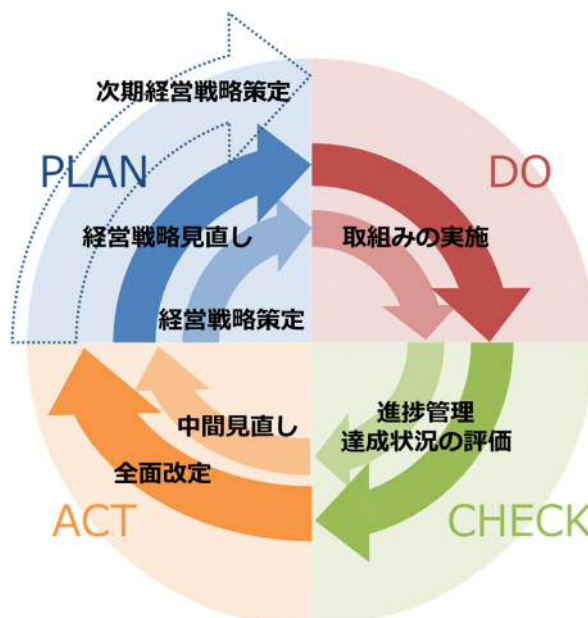 次期経営戦略策定
PLAN
DO
経営戦略見直し
取組みの実施
経営戦略策定
中間見直し
進捗管理
達成状況の評価
全面改定
ACT
CHECK